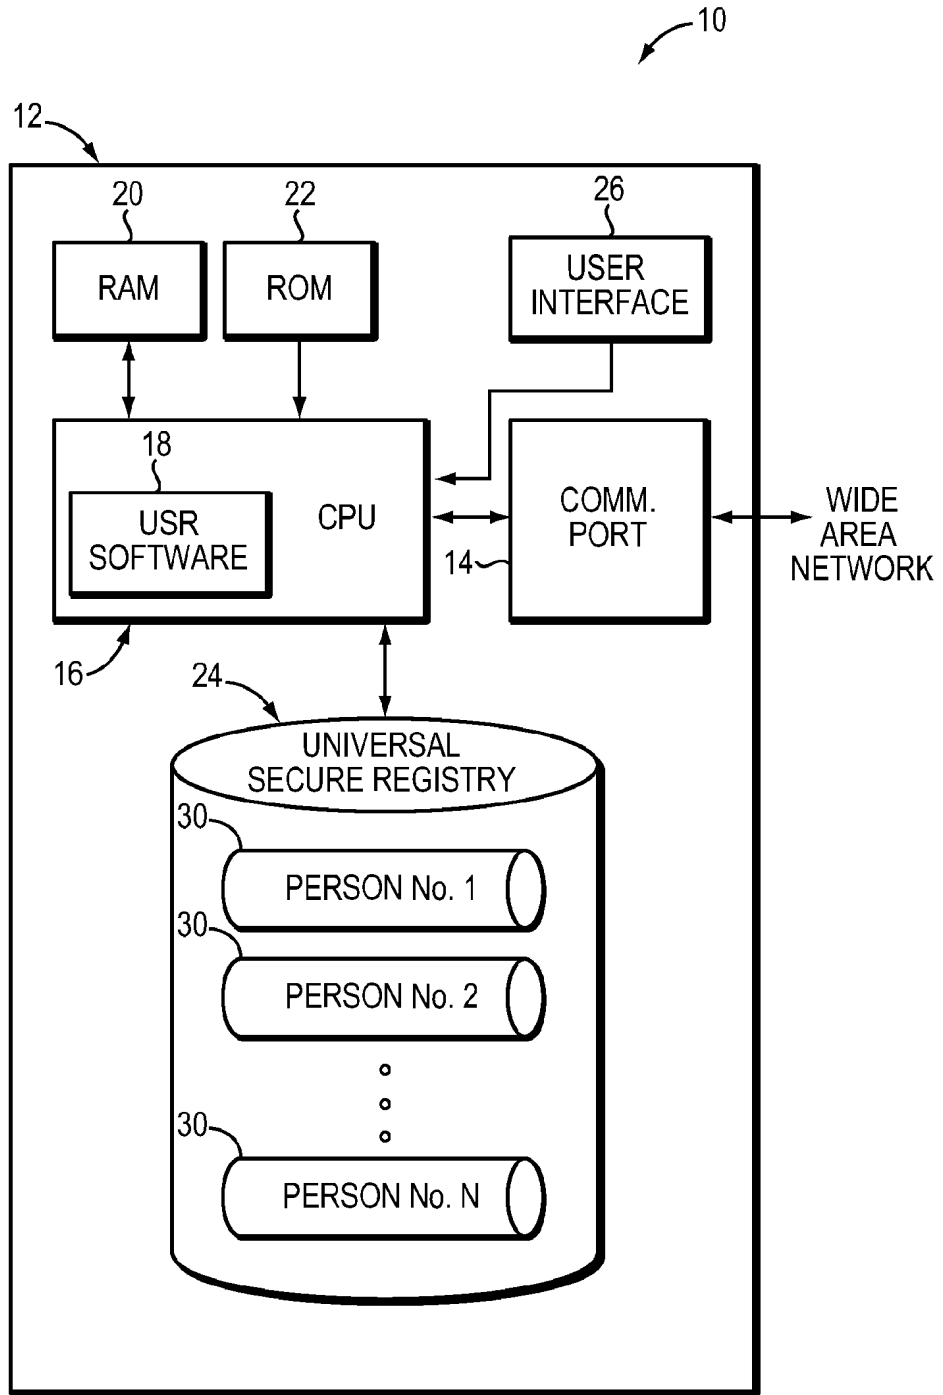 10
12
20
22
26
RAM
ROM
USER
INTERFACE
18
USR
SOFTWARE
CPU
COMM.
PORT
14
WIDE
AREA
NETWORK
16
24
UNIVERSAL
SECURE REGISTRY
30
PERSON No. 1
30
PERSON No. 2
30
PERSON No. N